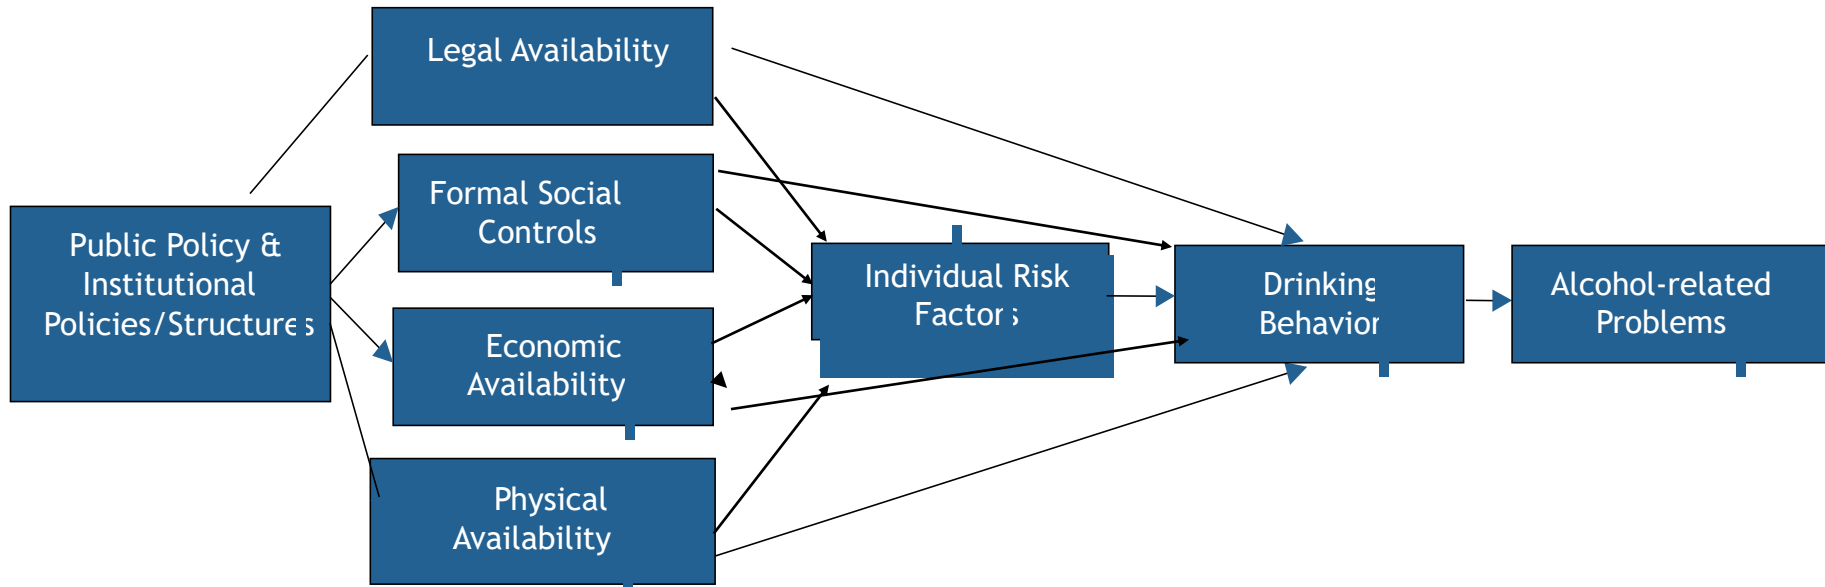 Legal Availability
Formal Social
Controls
Public Policy &
Institutional
Policies/Structures
Economic
Availability
Physical
Availability
Individual Risk
Factors
Drinking
Behavior
Alcohol-related
Problems